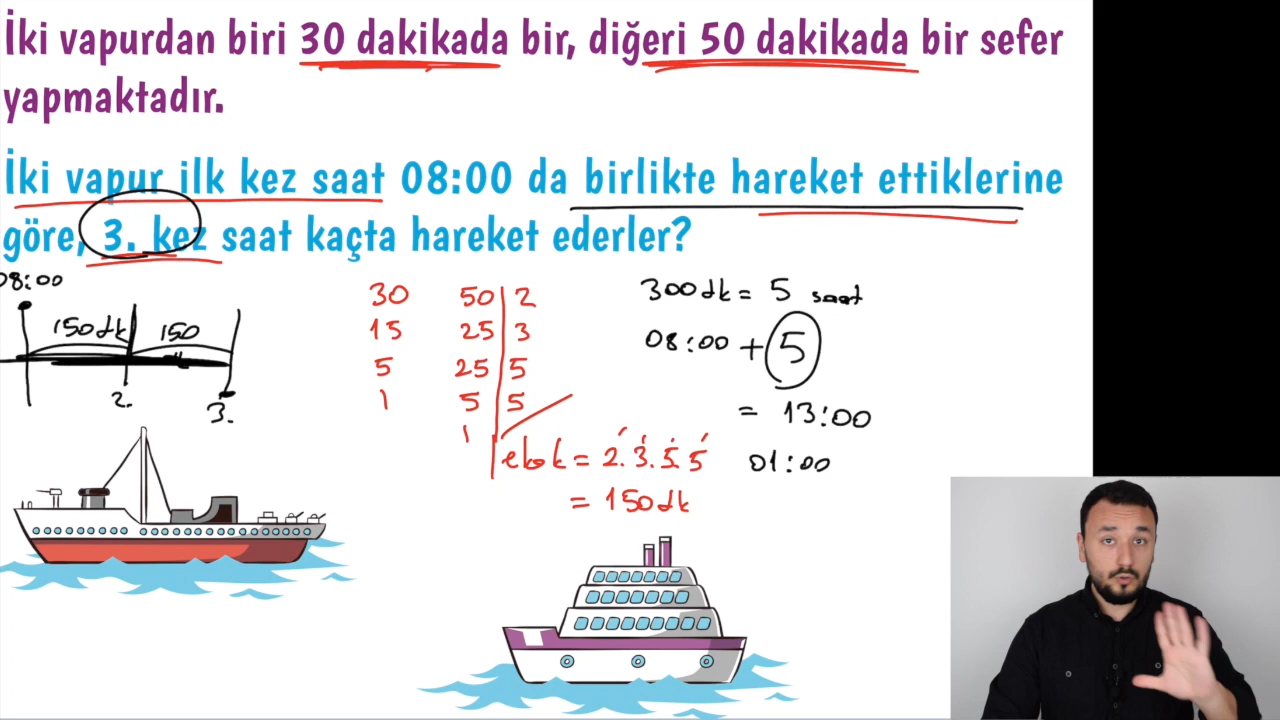 İki vapurdan biri 30 dakikada bir, diğeri 50 dakikada bir sefer
yapmaktadır.
İki vapur ilk kez saat 08:00 da birlikte hareket ettiklerine
göre, 3. kez saat kaçta hareket ederler?
08:00
150dk 150
2. 3.
30 50 2
15 25 3
5 25 5
1 5 5
1
ebok = 2.3.5.5
= 150dk
300dk = 5 saat
08:00 + 5
= 13:00
01:00